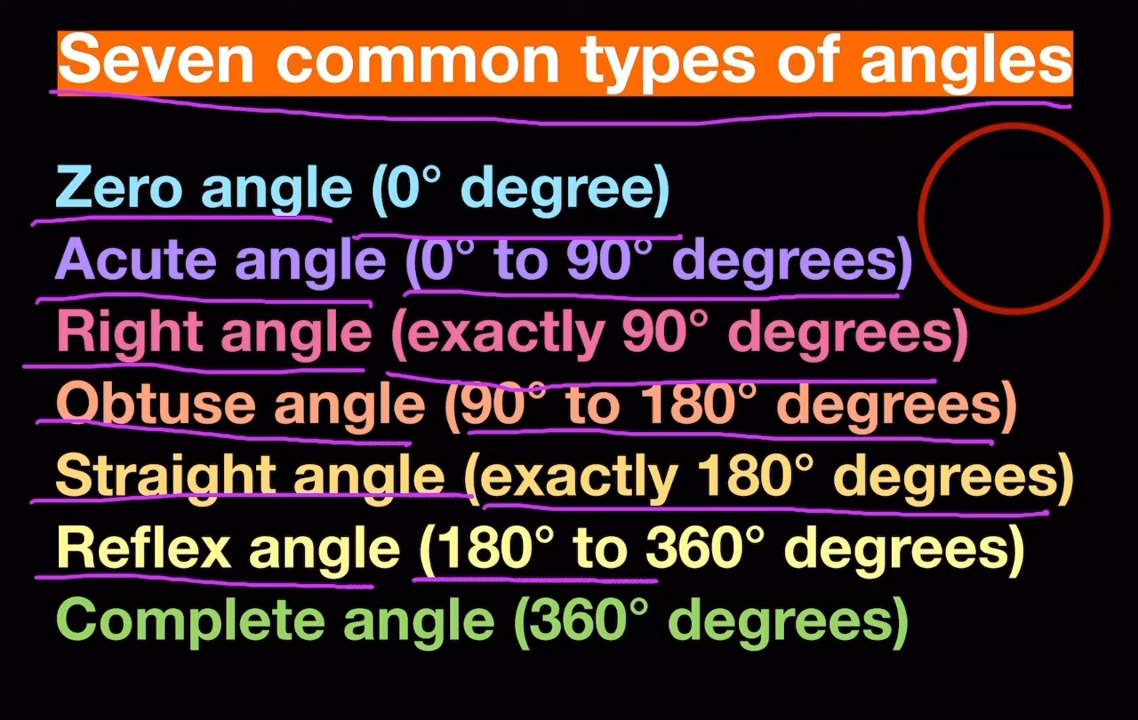 Seven common types of angles
Zero angle (0° degree)
Acute angle (0° to 90° degrees)
Right angle (exactly 90° degrees)
Obtuse angle (90° to 180° degrees)
Straight angle (exactly 180° degrees)
Reflex angle (180° to 360° degrees)
Complete angle (360° degrees)